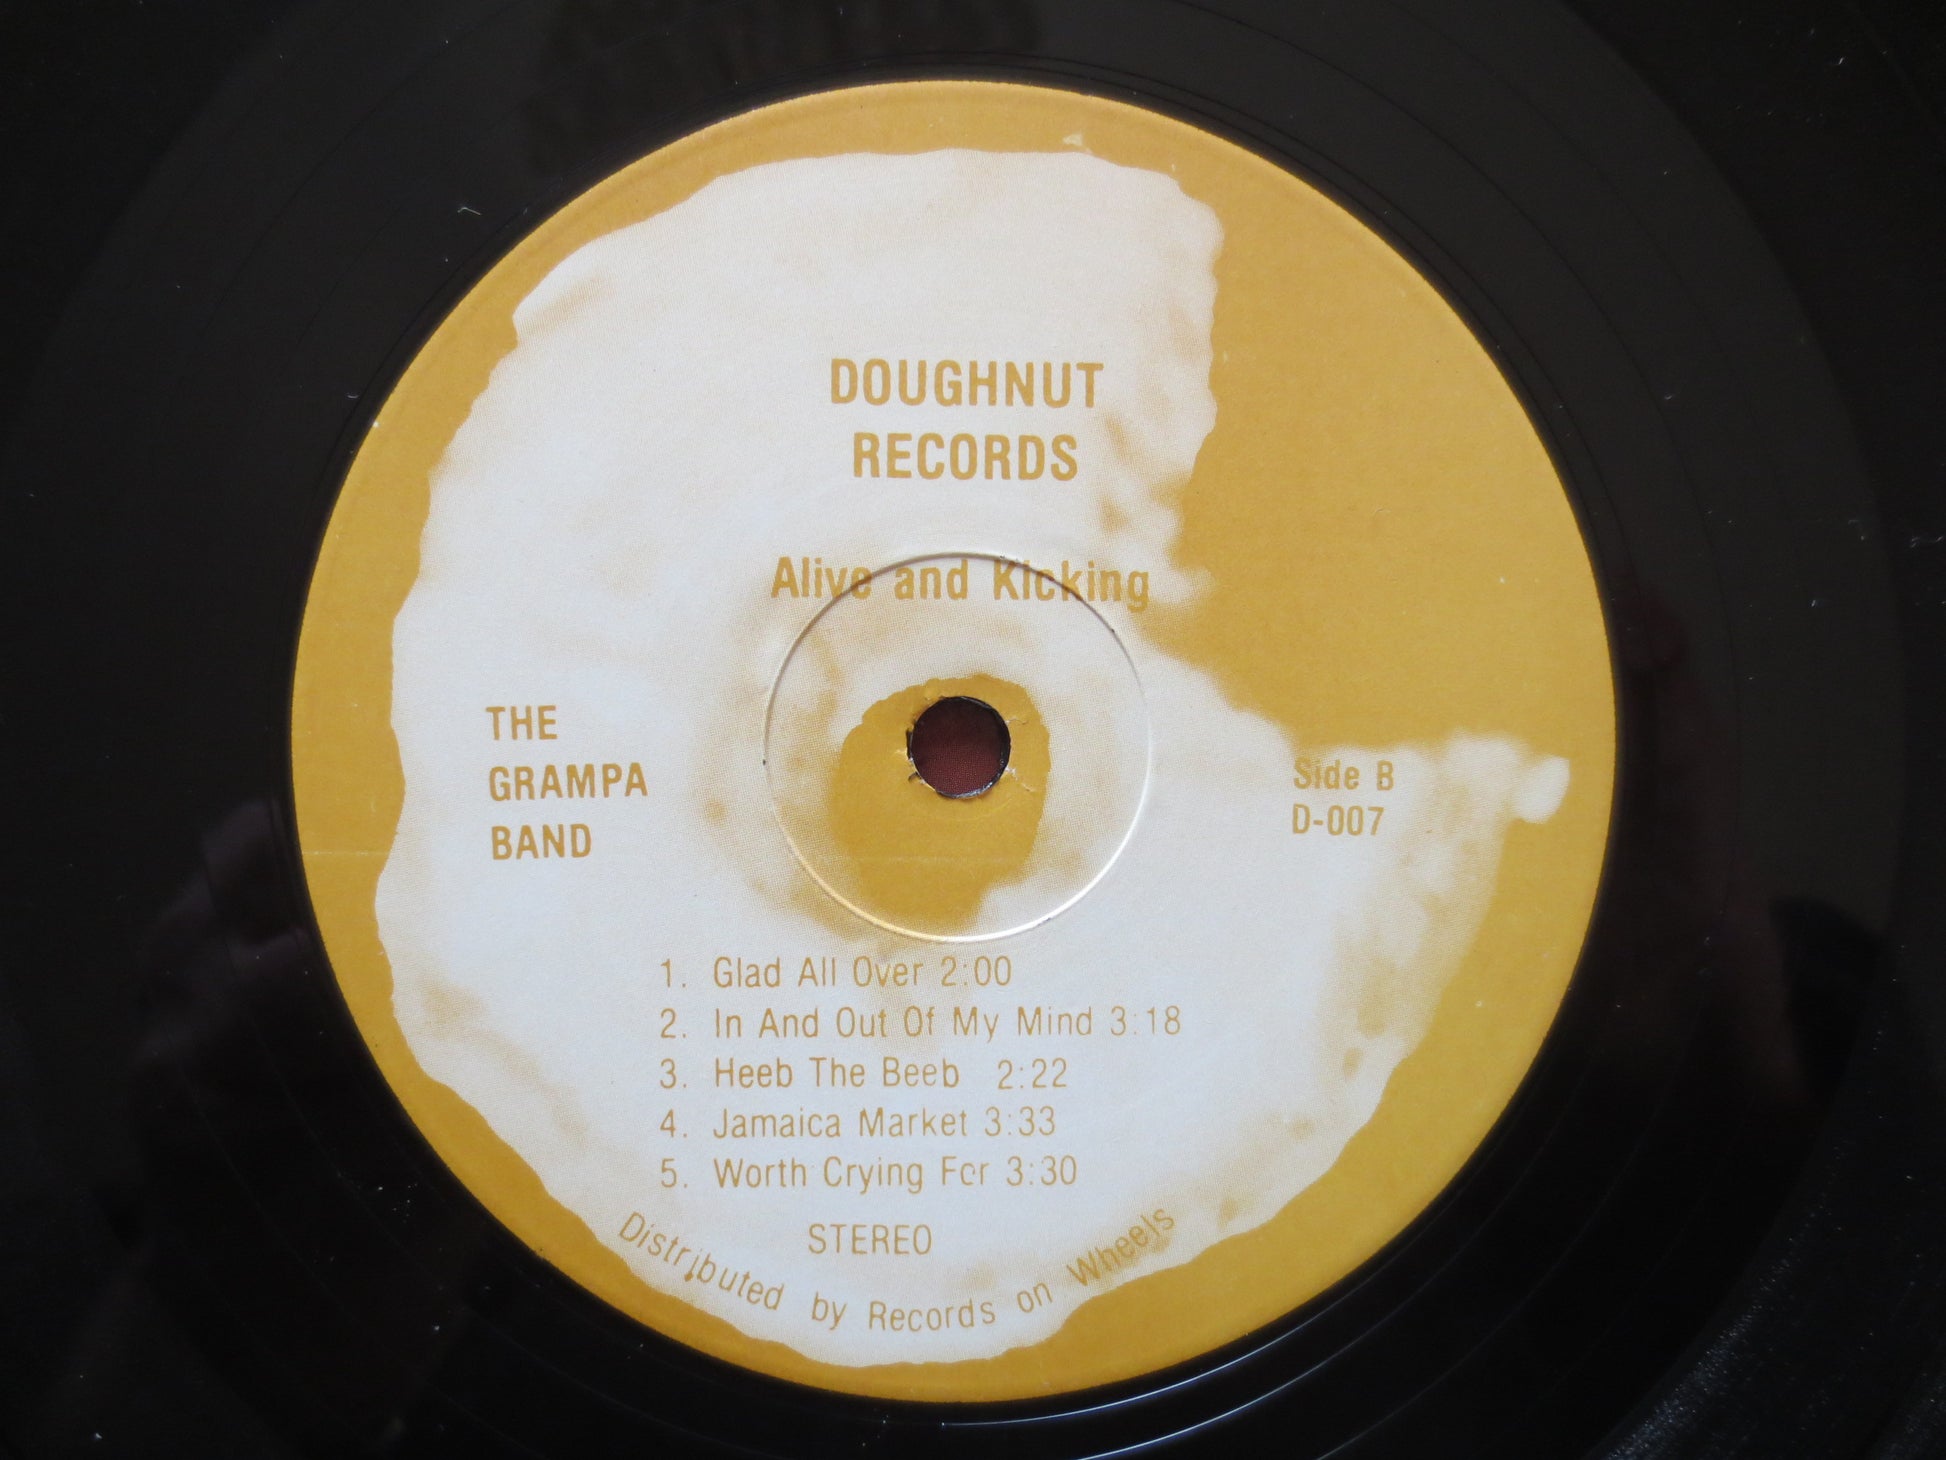 DOUGHNUT
RECORDS
Alive and Kicking
THE
GRAMPA
BAND
Side B
D-007
1. Glad All Over 2:00
2. In And Out Of My Mind 3:18
3. Heeb The Beeb 2:22
4. Jamaica Market 3:33
5. Worth Crying For 3:30
STEREO
Distributed by Records on Wheels